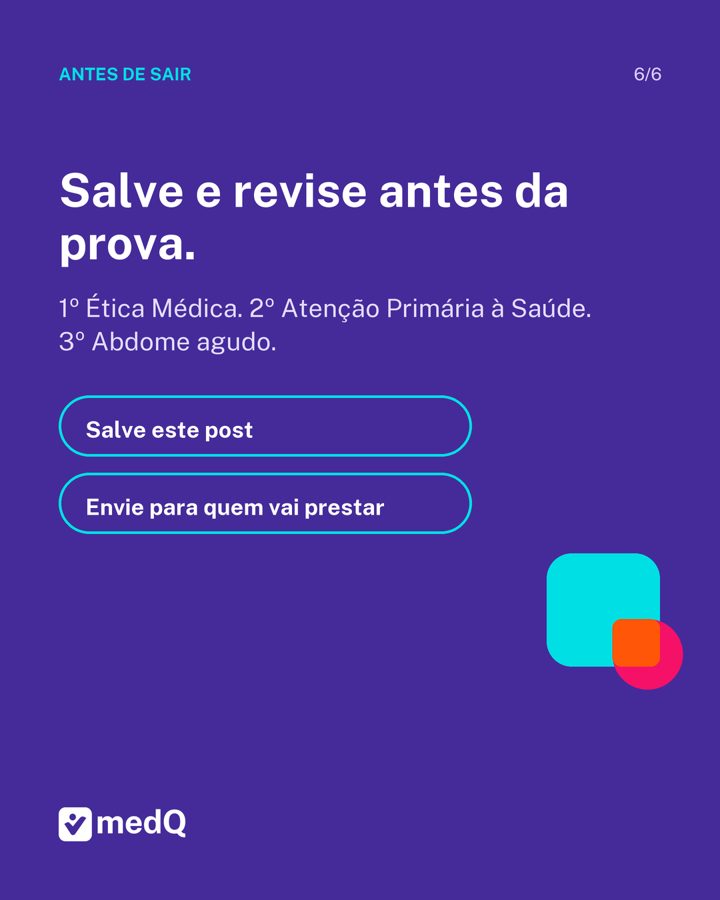 ANTES DE SAIR
6/6
Salve e revise antes da
prova.
1º Ética Médica. 2º Atenção Primária à Saúde.
3º Abdome agudo.
Salve este post
Envie para quem vai prestar
medQ